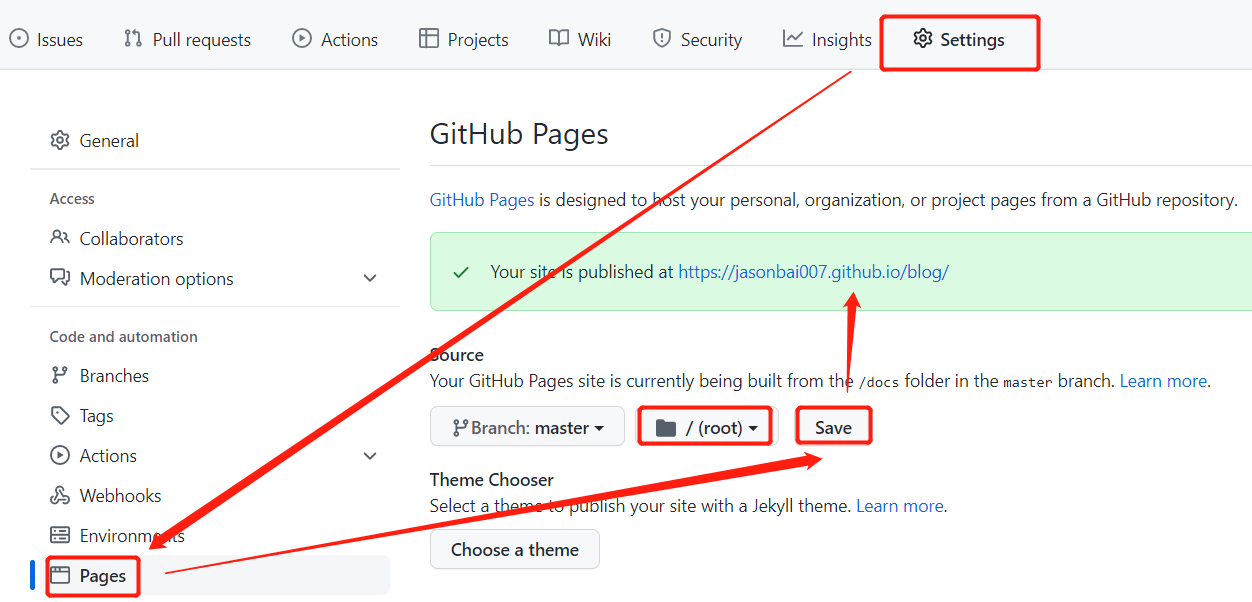 Issues Pull requests Actions Projects Wiki Security Insights Settings
General
Access
Collaborators
Moderation options
Code and automation
Branches
Tags
Actions
Webhooks
Environments
Pages
GitHub Pages
GitHub Pages is designed to host your personal, organization, or project pages from a GitHub repository.
Your site is published at https://jasonbai007.github.io/blog/
Source
Your GitHub Pages site is currently being built from the /docs folder in the master branch. Learn more.
Branch: master / (root) Save
Theme Chooser
Select a theme to publish your site with a Jekyll theme. Learn more.
Choose a theme